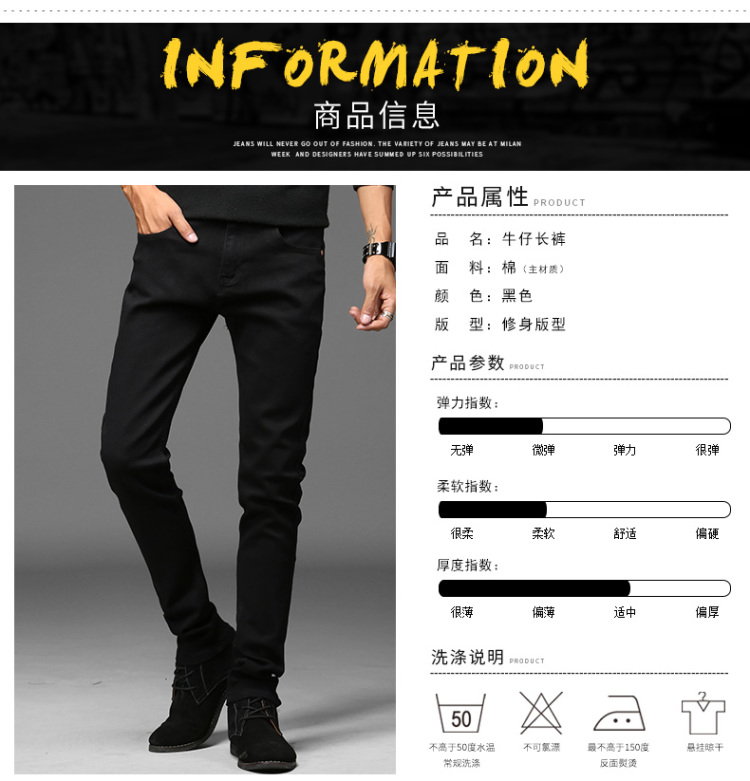 INFORMATION
商品信息
JEANS WILL NEVER GO OUT OF FASHION. THE VARIETY OF JEANS MAY BE AT MILAN
WEEK AND DESIGNERS HAVE SUMMED UP SIX POSSIBILITIES
产品属性 PRODUCT
品 名：牛仔长裤
面 料：棉（主材质）
颜 色：黑色
版 型：修身版型
产品参数 PRODUCT
弹力指数：
无弹 微弹 弹力 很弹
柔软指数：
很柔 柔软 舒适 偏硬
厚度指数：
很薄 偏薄 适中 偏厚
洗涤说明 PRODUCT
50
不高于50度水温 不可氯漂 最不高于150度 悬挂晾干
常规洗涤 反面熨烫